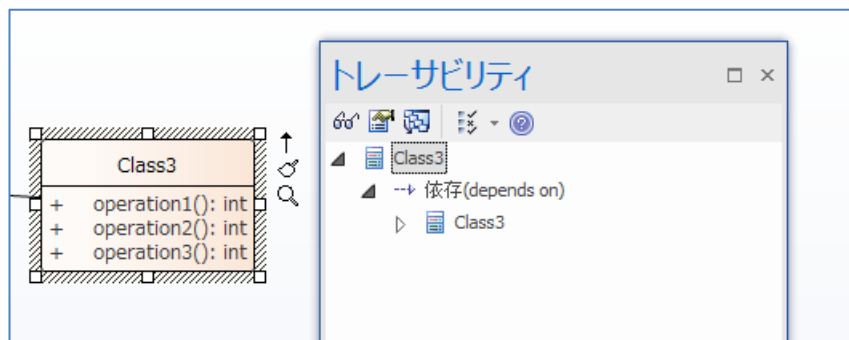 トレーサビリティ
Class3
+ operation1(): int
+ operation2(): int
+ operation3(): int
Class3
依存(depends on)
Class3